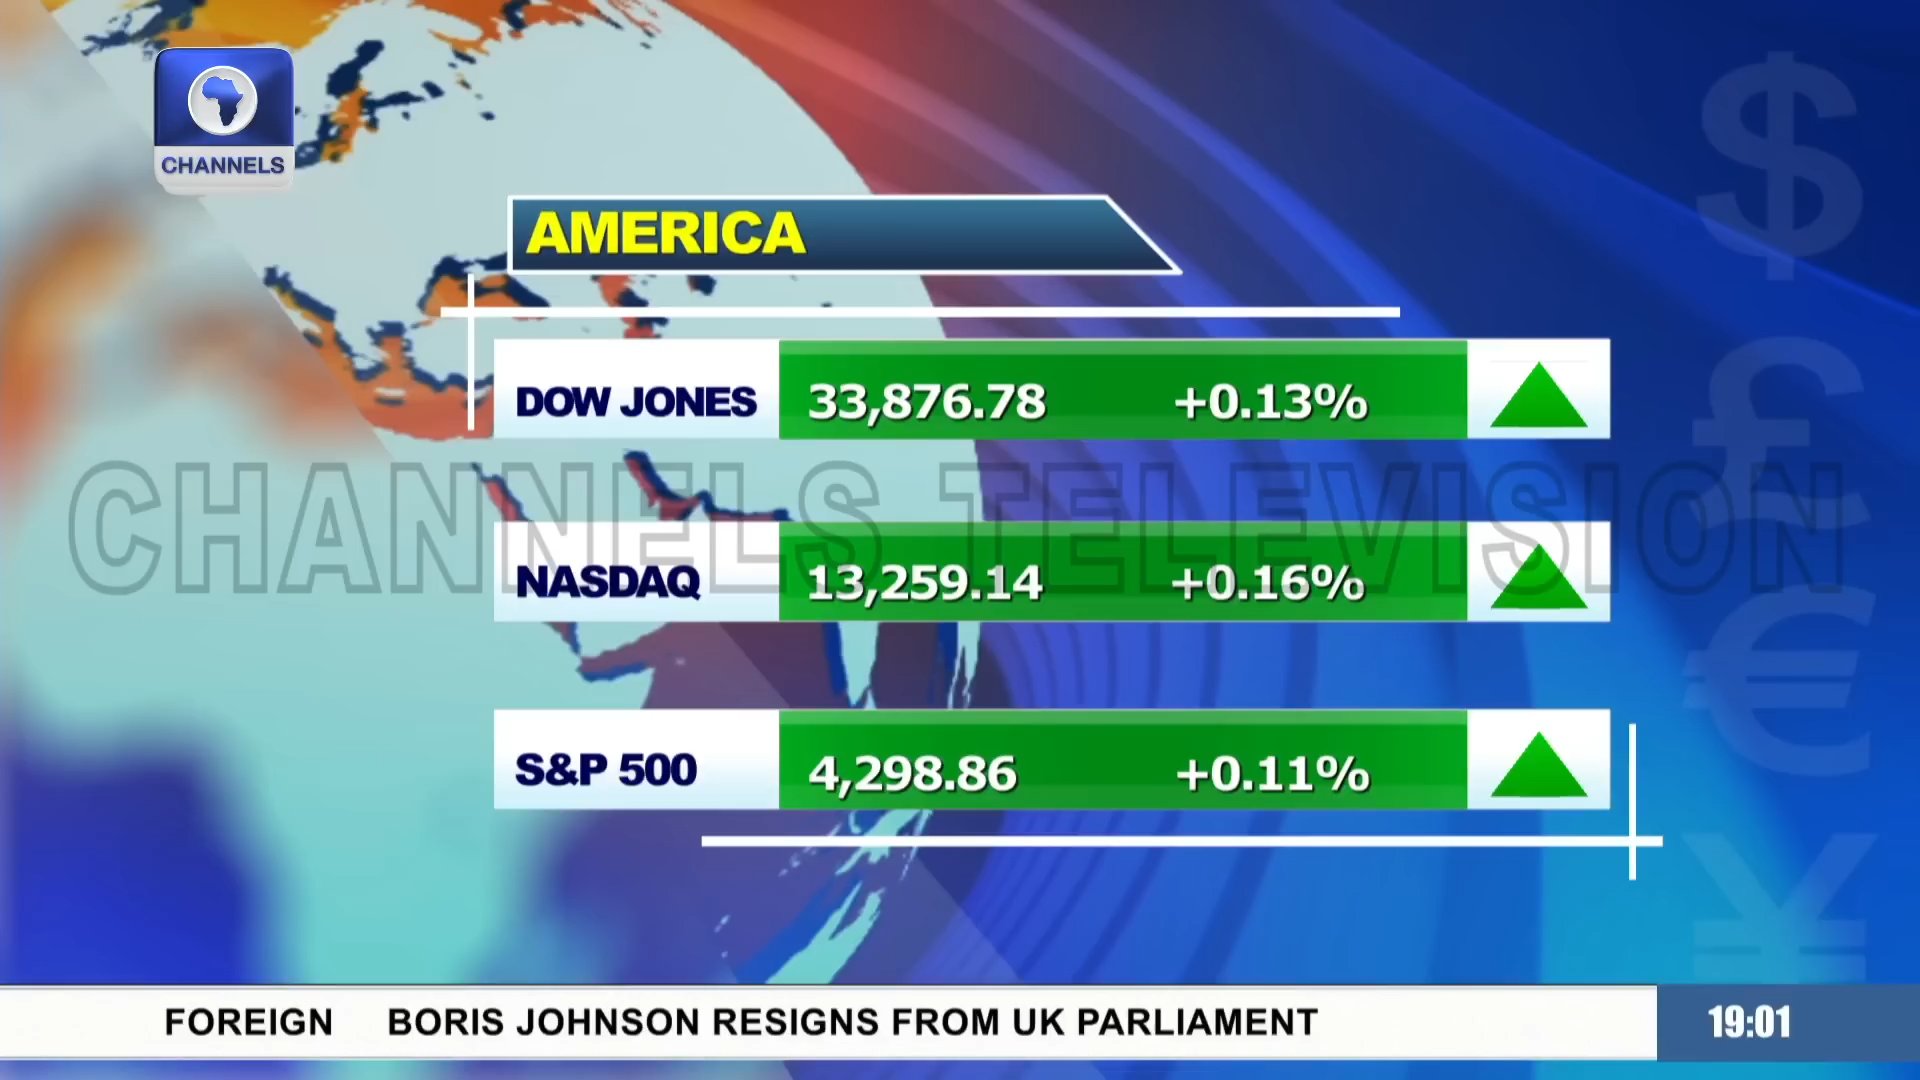 CHANNELS
AMERICA
DOW JONES 33,876.78 +0.13%
CHANNELS TELEVISION
NASDAQ 13,259.14 +0.16%
S&P 500 4,298.86 +0.11%
$
£
€
¥
FOREIGN BORIS JOHNSON RESIGNS FROM UK PARLIAMENT 19:01